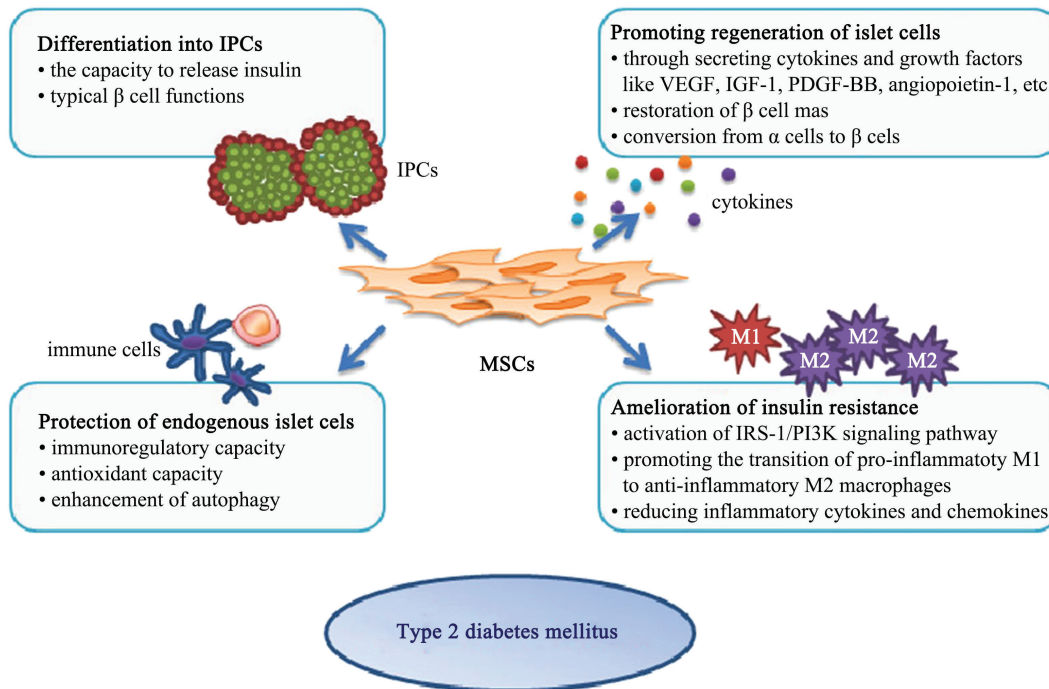 Differentiation into IPCs
• the capacity to release insulin
• typical β cell functions
IPCs
Promoting regeneration of islet cells
• through secreting cytokines and growth factors
like VEGF, IGF-1, PDGF-BB, angiopoietin-1, etc
• restoration of β cell mas
• conversion from α cells to β cels
cytokines
immune cells
MSCs
M1
M2
M2
M2
Protection of endogenous islet cels
• immunoregulatory capacity
• antioxidant capacity
• enhancement of autophagy
Amelioration of insulin resistance
• activation of IRS-1/PI3K signaling pathway
• promoting the transition of pro-inflammatoty M1
to anti-inflammatory M2 macrophages
• reducing inflammatory cytokines and chemokines
Type 2 diabetes mellitus